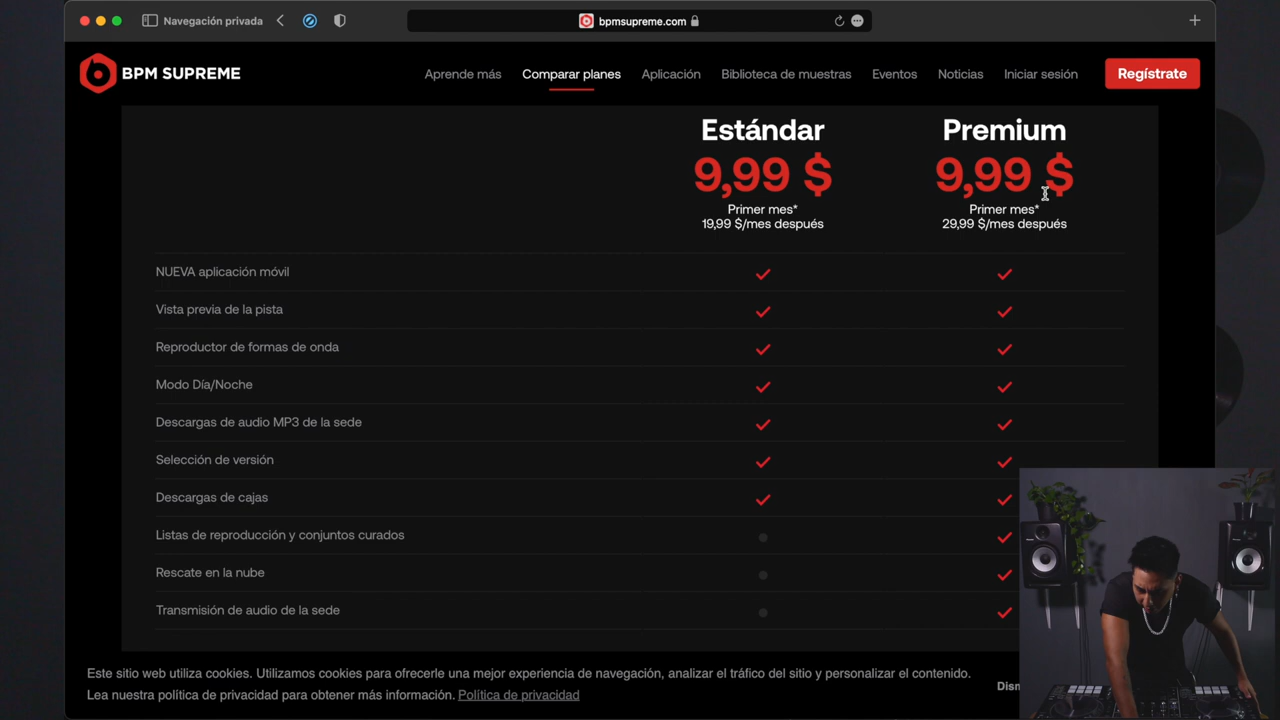 Navegación privada
bpmsupreme.com
BPM SUPREME
Aprende más
Comparar planes
Aplicación
Biblioteca de muestras
Eventos
Noticias
Iniciar sesión
Regístrate
Estándar
Premium
9,99 $
9,99 $
Primer mes*
Primer mes*
19,99 $/mes después
29,99 $/mes después
NUEVA aplicación móvil
Vista previa de la pista
Reproductor de formas de onda
Modo Día/Noche
Descargas de audio MP3 de la sede
Selección de versión
Descargas de cajas
Listas de reproducción y conjuntos curados
Rescate en la nube
Transmisión de audio de la sede
Este sitio web utiliza cookies. Utilizamos cookies para ofrecerle una mejor experiencia de navegación, analizar el tráfico del sitio y personalizar el contenido.
Lea nuestra política de privacidad para obtener más información. Política de privacidad